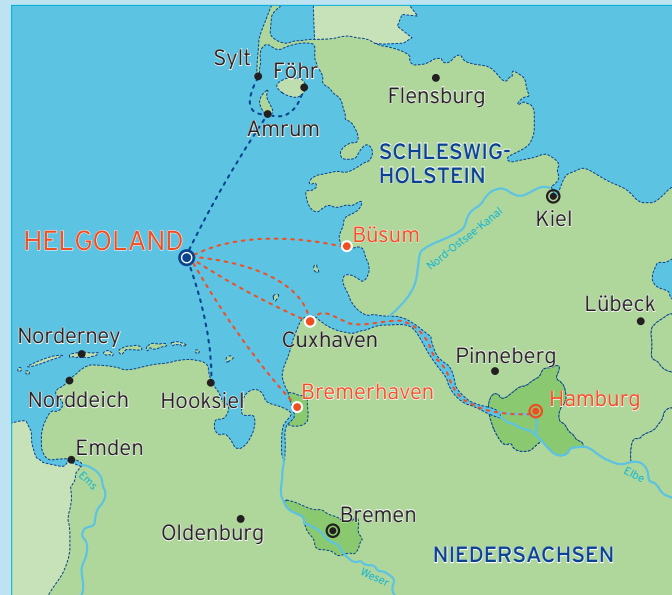 Sylt
Föhr
Flensburg
Amrum
SCHLESWIG-
HOLSTEIN
Kiel
Nord-Ostsee-Kanal
HELGOLAND
Büsum
Lübeck
Norderney
Cuxhaven
Pinneberg
Norddeich
Hooksiel
Bremerhaven
Hamburg
Emden
Ems
Elbe
Bremen
Oldenburg
NIEDERSACHSEN
Weser